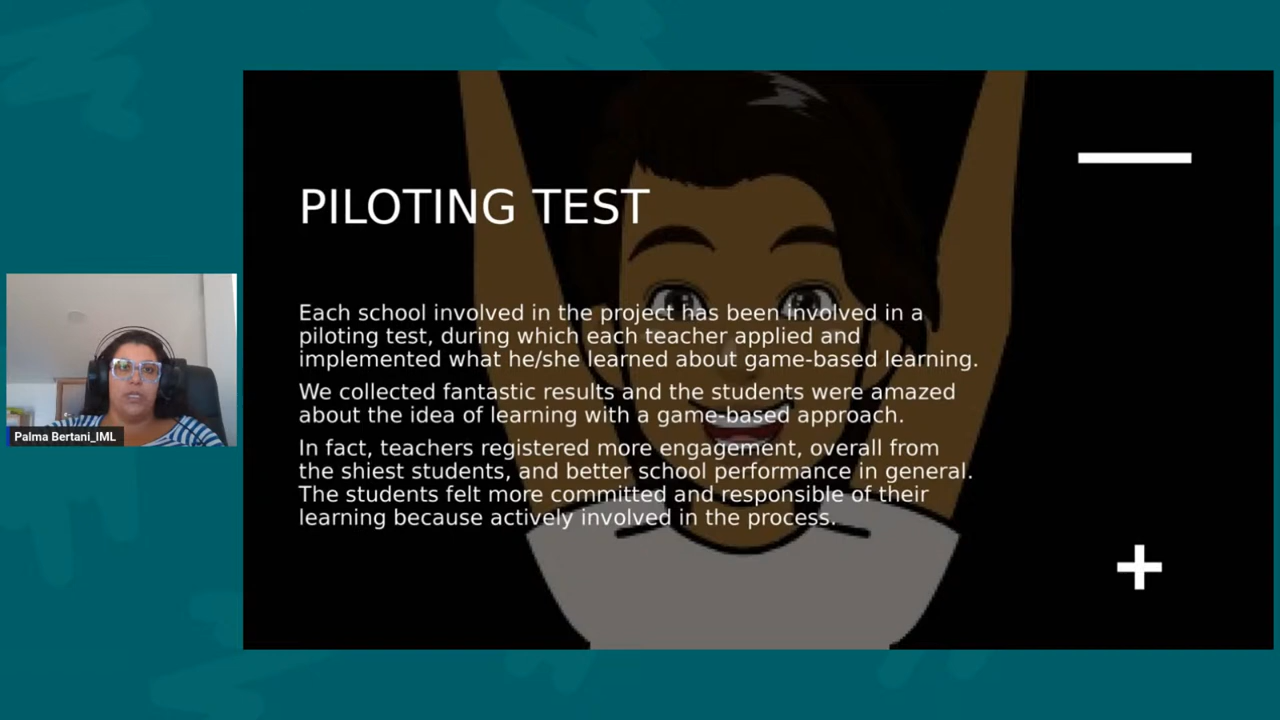 PILOTING TEST
Each school involved in the project has been involved in a
piloting test, during which each teacher applied and
implemented what he/she learned about game-based learning.
We collected fantastic results and the students were amazed
about the idea of learning with a game-based approach.
In fact, teachers registered more engagement, overall from
the shiest students, and better school performance in general.
The students felt more committed and responsible of their
learning because actively involved in the process.
Palma Bertani_IML